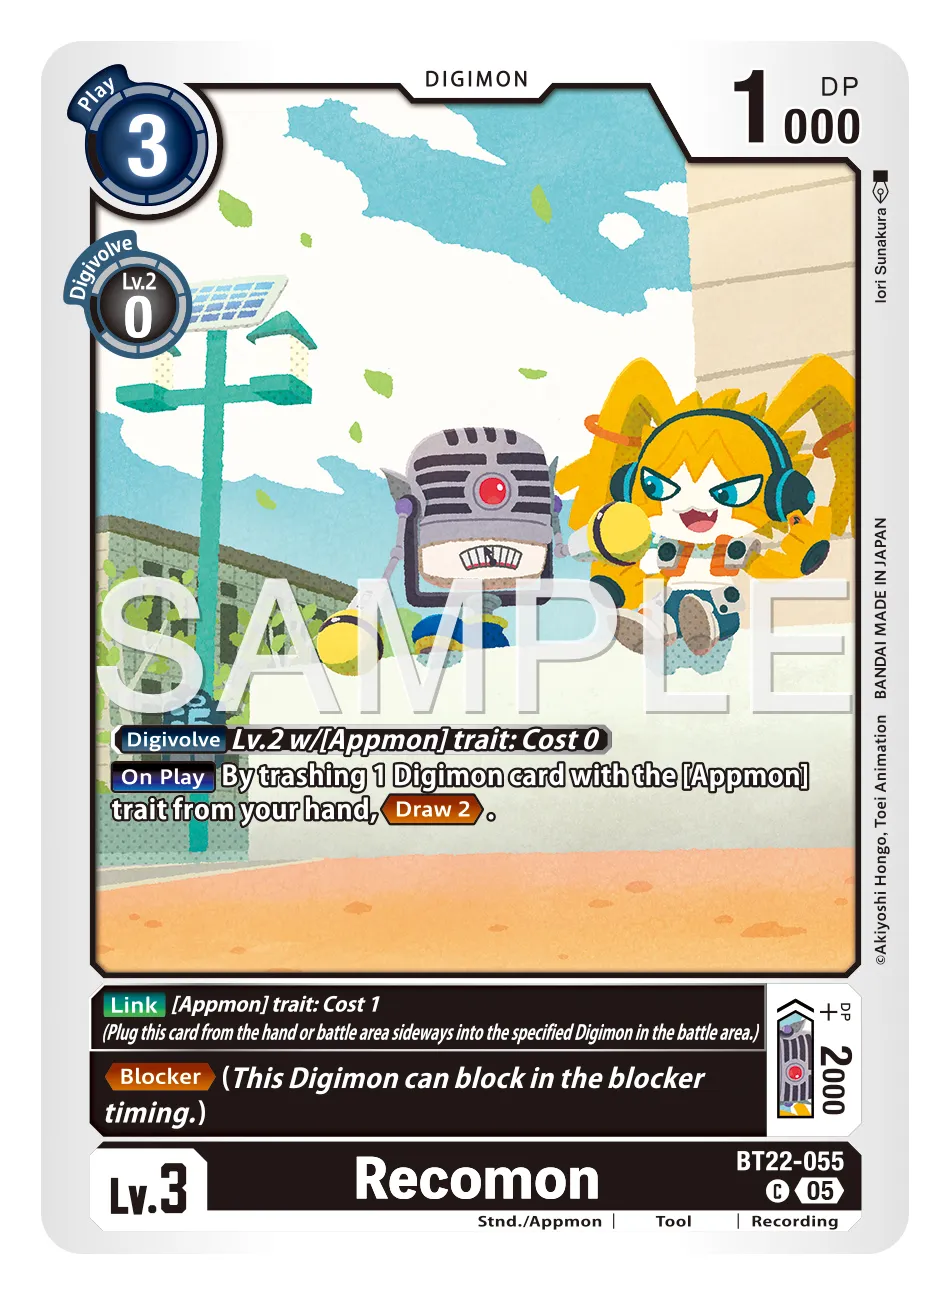 DIGIMON
Play
3
1000
DP
Digivolve
Lv.2
0
Iori Sunakura
SAMPLE
Digivolve Lv.2 w/[Appmon] trait: Cost 0
On Play By trashing 1 Digimon card with the [Appmon]
trait from your hand, Draw 2.
©Akiyoshi Hongo, Toei Animation BANDAI MADE IN JAPAN
Link [Appmon] trait: Cost 1
(Plug this card from the hand or battle area sideways into the specified Digimon in the battle area.)
DP
+2000
Blocker (This Digimon can block in the blocker
timing.)
Lv.3
Recomon
BT22-055
C 05
Stnd./Appmon | Tool | Recording